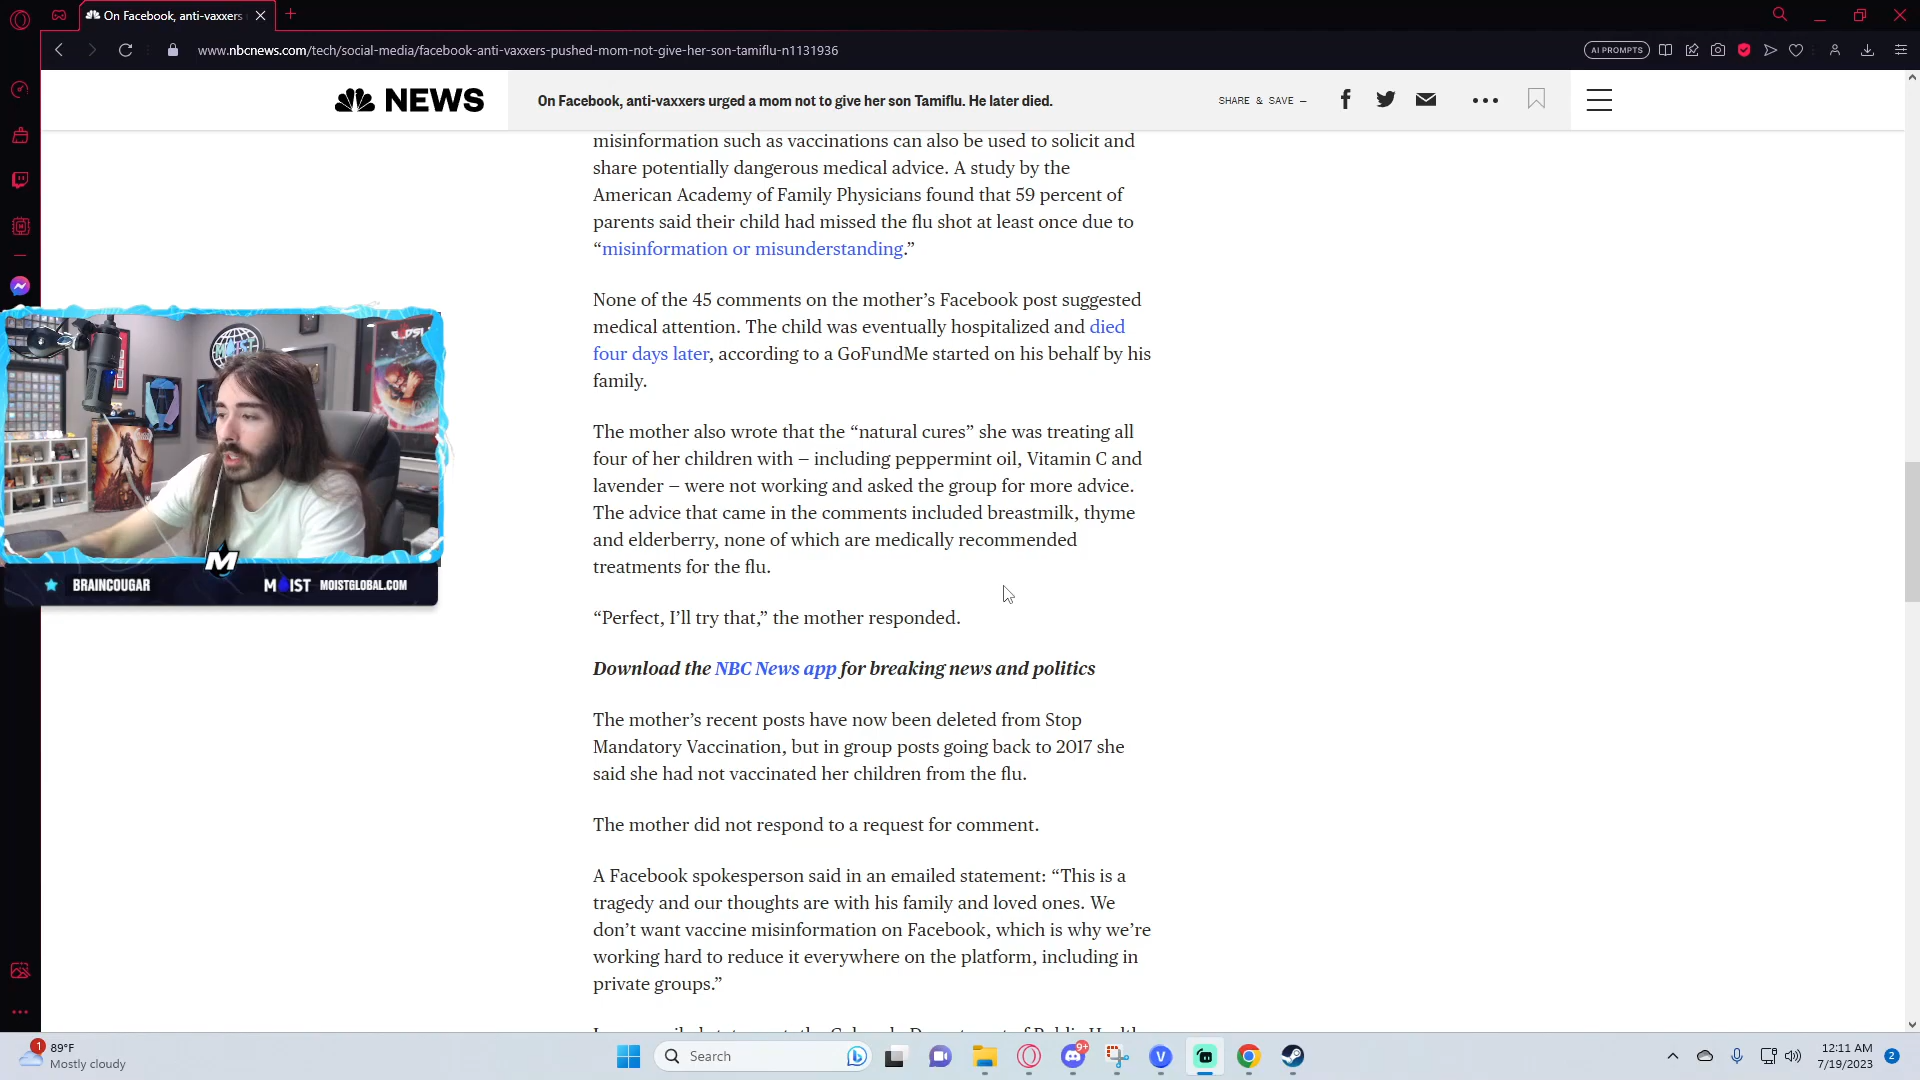 On Facebook, anti-vaxxers
www.nbcnews.com/tech/social-media/facebook-anti-vaxxers-pushed-mom-not-give-her-son-tamiflu-n1131936
AI PROMPTS
NEWS
On Facebook, anti-vaxxers urged a mom not to give her son Tamiflu. He later died.
SHARE & SAVE —
misinformation such as vaccinations can also be used to solicit and
share potentially dangerous medical advice. A study by the
American Academy of Family Physicians found that 59 percent of
parents said their child had missed the flu shot at least once due to
“misinformation or misunderstanding.”
None of the 45 comments on the mother’s Facebook post suggested
medical attention. The child was eventually hospitalized and died
four days later, according to a GoFundMe started on his behalf by his
family.
The mother also wrote that the “natural cures” she was treating all
four of her children with — including peppermint oil, Vitamin C and
lavender — were not working and asked the group for more advice.
The advice that came in the comments included breastmilk, thyme
and elderberry, none of which are medically recommended
treatments for the flu.
“Perfect, I’ll try that,” the mother responded.
Download the NBC News app for breaking news and politics
The mother’s recent posts have now been deleted from Stop
Mandatory Vaccination, but in group posts going back to 2017 she
said she had not vaccinated her children from the flu.
The mother did not respond to a request for comment.
A Facebook spokesperson said in an emailed statement: “This is a
tragedy and our thoughts are with his family and loved ones. We
don’t want vaccine misinformation on Facebook, which is why we’re
working hard to reduce it everywhere on the platform, including in
private groups.”
MOIST
M
BRAINCOUGAR
MOIST MOISTGLOBAL.COM
1
89°F
Mostly cloudy
Search
9+
V
12:11 AM
7/19/2023
2